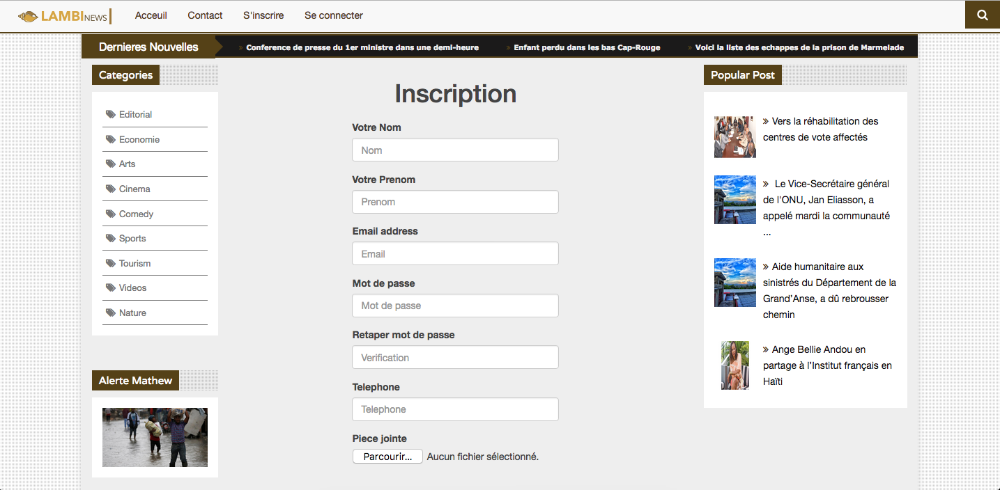 LAMBINEWS
Acceuil
Contact
S'inscrire
Se connecter
Dernieres Nouvelles
» Conference de presse du 1er ministre dans une demi-heure
» Enfant perdu dans les bas Cap-Rouge
» Voici la liste des echappes de la prison de Marmelade
Categories
Editorial
Economie
Arts
Cinema
Comedy
Sports
Tourism
Videos
Nature
Alerte Mathew
Inscription
Votre Nom
Nom
Votre Prenom
Prenom
Email address
Email
Mot de passe
Mot de passe
Retaper mot de passe
Verification
Telephone
Telephone
Piece jointe
Parcourir... Aucun fichier sélectionné.
Popular Post
» Vers la réhabilitation des
centres de vote affectés
» Le Vice-Secrétaire général
de l'ONU, Jan Eliasson, a
appelé mardi la communauté
...
» Aide humanitaire aux
sinistrés du Département de la
Grand’Anse, a dû rebrousser
chemin
» Ange Bellie Andou en
partage à l’Institut français en
Haïti